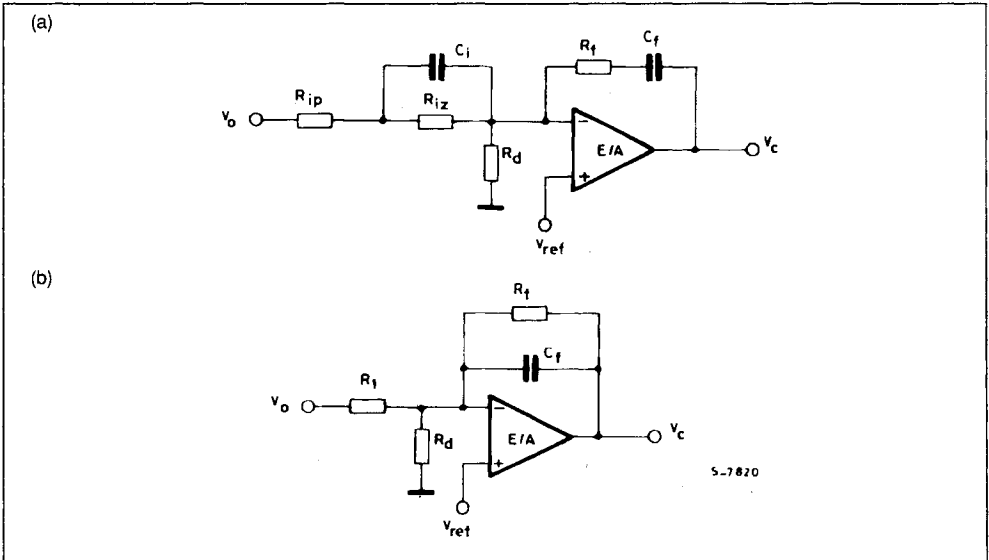 (a)
Ci
Rf
Cf
Rip
Riz
Vo
Rd
−
E/A
+
Vc
Vref
(b)
Rf
Cf
R1
Vo
Rd
−
E/A
+
Vc
Vref
S-7820